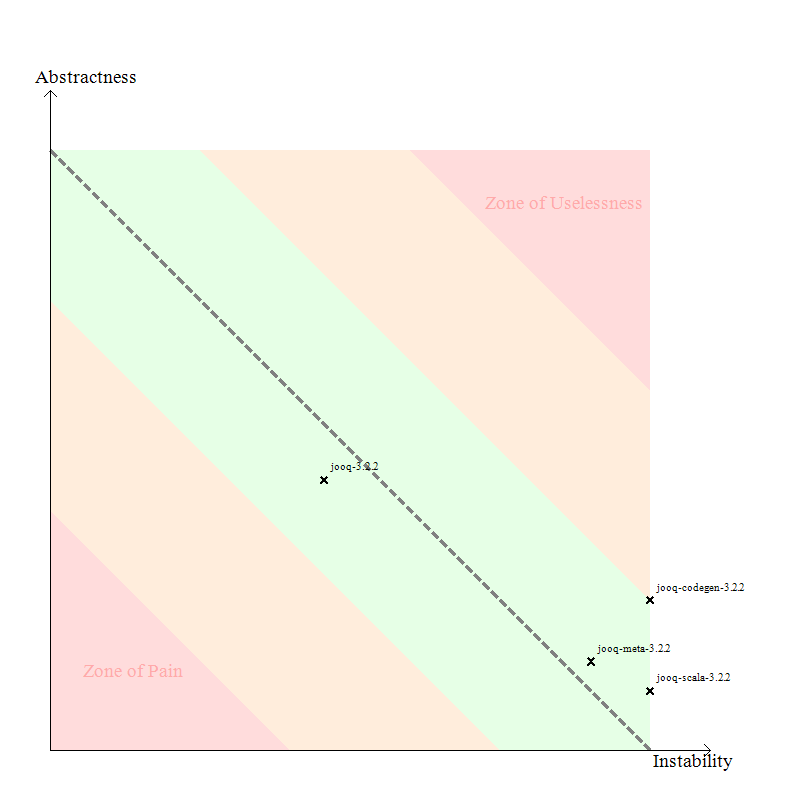 Abstractness
Zone of Uselessness
jooq-3.2.2
jooq-codegen-3.2.2
jooq-meta-3.2.2
Zone of Pain
jooq-scala-3.2.2
Instability